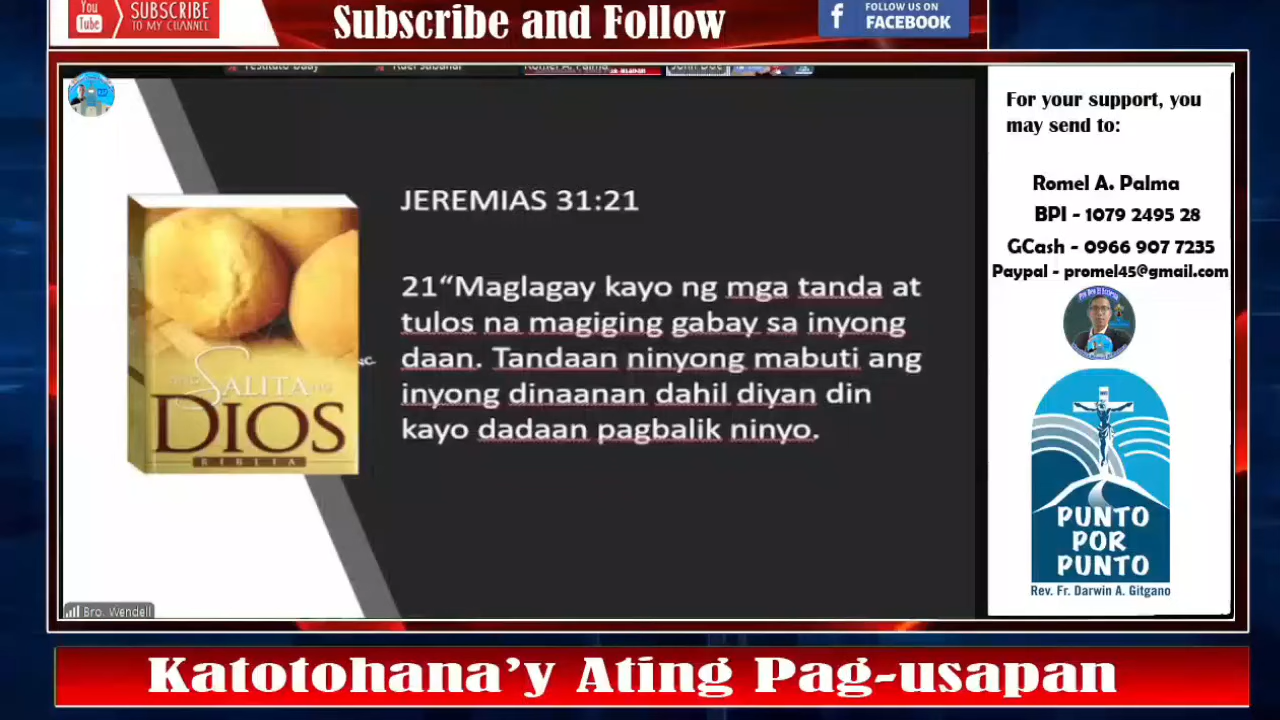 You
Tube
SUBSCRIBE
TO MY CHANNEL
Subscribe and Follow
FOLLOW US ON
FACEBOOK
JEREMIAS 31:21
21“Maglagay kayo ng mga tanda at
tulos na magiging gabay sa inyong
daan. Tandaan ninyong mabuti ang
inyong dinaanan dahil diyan din
kayo dadaan pagbalik ninyo.
SALITA
DIOS
BIBLIA
Bro. Wendell
For your support, you
may send to:
Romel A. Palma
BPI - 1079 2495 28
GCash - 0966 907 7235
Paypal - promel45@gmail.com
PUNTO
POR
PUNTO
Rev. Fr. Darwin A. Gitgano
Katotohana’y Ating Pag-usapan